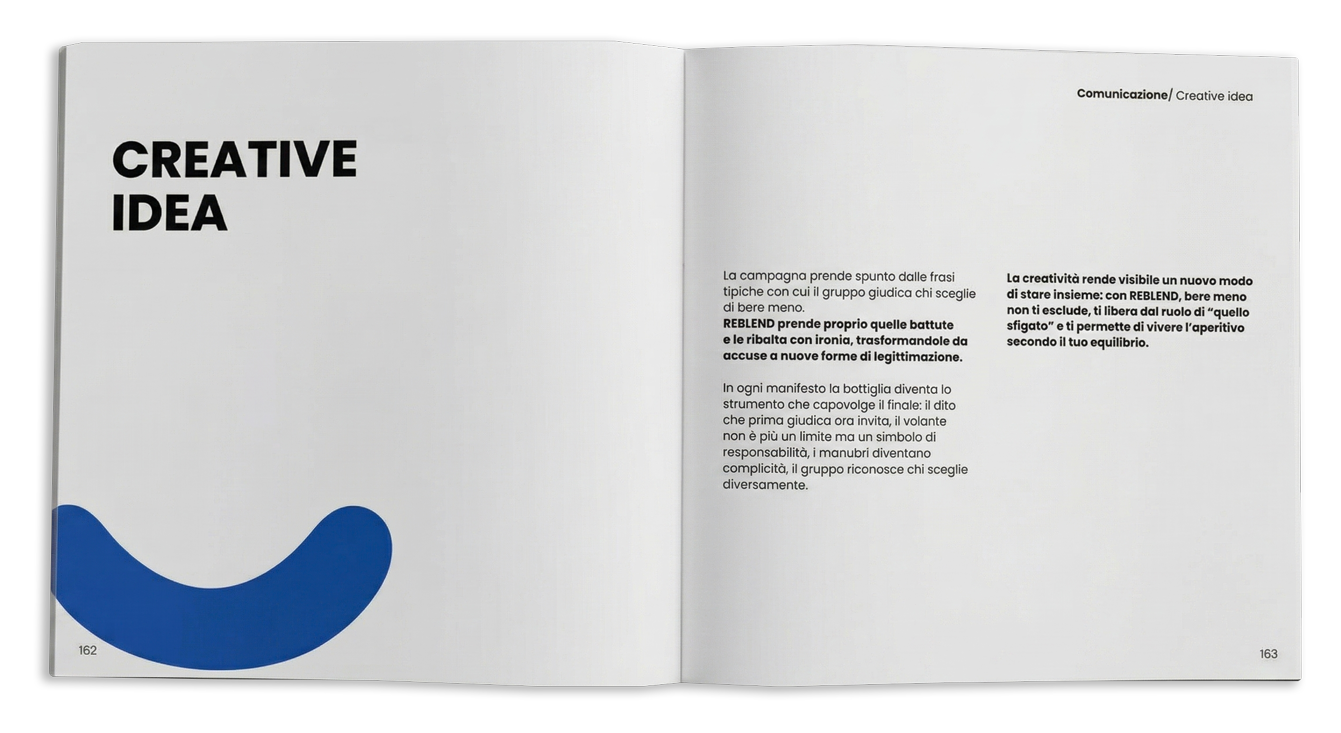 CREATIVE
IDEA
162
Comunicazione/ Creative idea
La campagna prende spunto dalle frasi
tipiche con cui il gruppo giudica chi sceglie
di bere meno.
REBLEND prende proprio quelle battute
e le ribalta con ironia, trasformandole da
accuse a nuove forme di legittimazione.
In ogni manifesto la bottiglia diventa lo
strumento che capovolge il finale: il dito
che prima giudica ora invita, il volante
non è più un limite ma un simbolo di
responsabilità, i manubri diventano
complicità, il gruppo riconosce chi sceglie
diversamente.
La creatività rende visibile un nuovo modo
di stare insieme: con REBLEND, bere meno
non ti esclude, ti libera dal ruolo di “quello
sfigato” e ti permette di vivere l’aperitivo
secondo il tuo equilibrio.
163